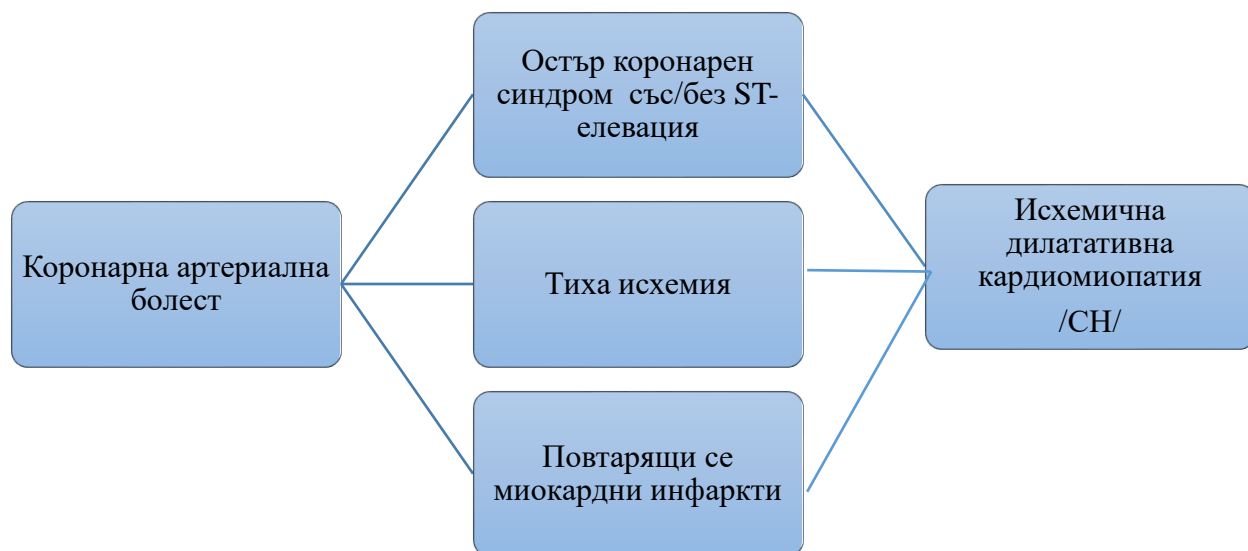 Остър коронарен
синдром със/без ST-
елевация
Коронарна артериална
болест
Тиха исхемия
Повтарящи се
миокардни инфаркти
Исхемична
дилатативна
кардиомиопатия
/СН/